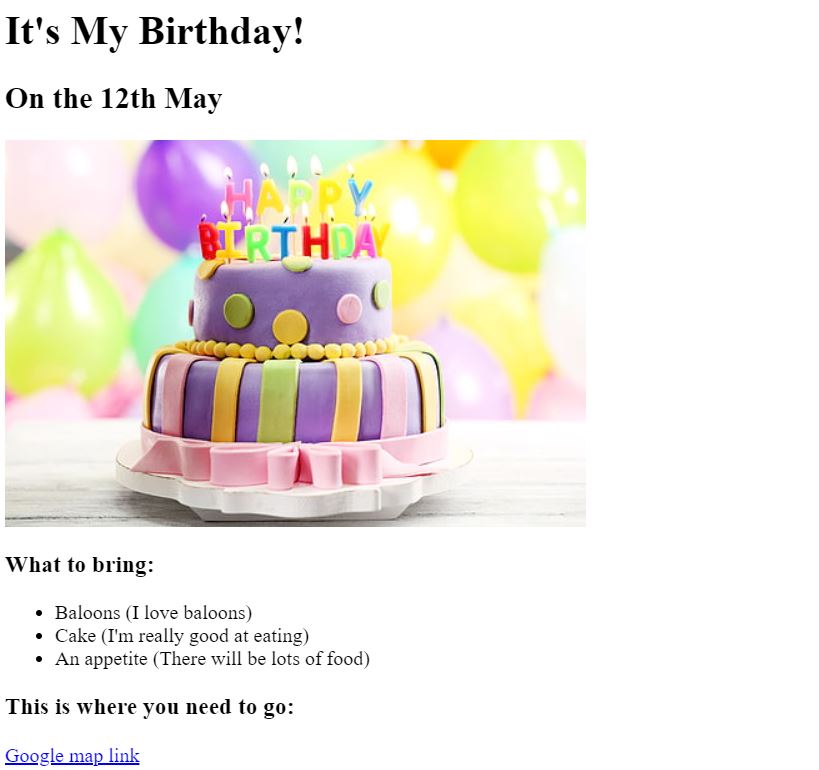 It's My Birthday!
On the 12th May
HAPPY
BIRTHDAY
What to bring:
Baloons (I love baloons)
Cake (I'm really good at eating)
An appetite (There will be lots of food)
This is where you need to go:
Google map link